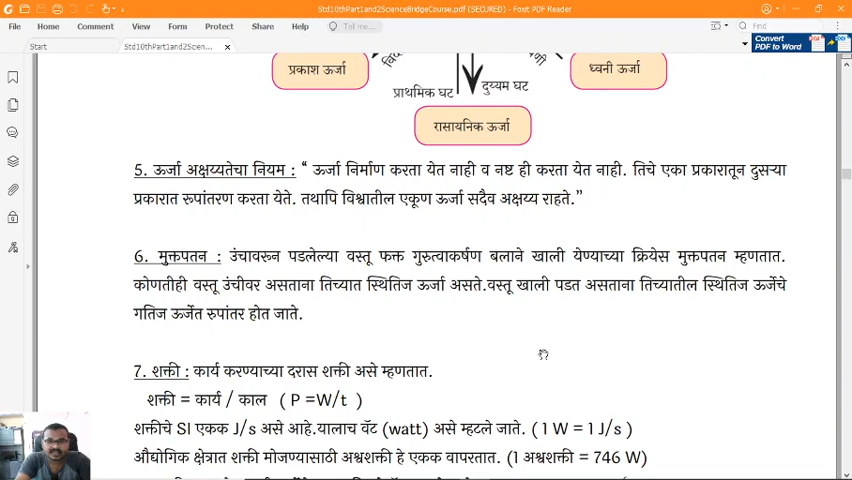 Std10thPart1and2ScienceBridgeCourse.pdf (SECURED) - Foxit PDF Reader
File Home Comment View Form Protect Share Help Tell me... Find
Start Std10thPart1and2Scien...
Convert
PDF to Word
प्रकाश ऊर्जा
ध्वनी ऊर्जा
प्राथमिक घट दुय्यम घट
रासायनिक ऊर्जा
5. ऊर्जा अक्षय्यतेचा नियम : “ ऊर्जा निर्माण करता येत नाही व नष्ट ही करता येत नाही. तिचे एका प्रकारातून दुसऱ्या
प्रकारात रूपांतरण करता येते. तथापि विश्वातील एकूण ऊर्जा सदैव अक्षय्य राहते.”
6. मुक्तपतन : उंचावरून पडलेल्या वस्तू फक्त गुरुत्वाकर्षण बलाने खाली येण्याच्या क्रियेस मुक्तपतन म्हणतात.
कोणतीही वस्तू उंचीवर असताना तिच्यात स्थितिज ऊर्जा असते.वस्तू खाली पडत असताना तिच्यातील स्थितिज ऊर्जेचे
गतिज ऊर्जेत रुपांतर होत जाते.
7. शक्ती : कार्य करण्याच्या दरास शक्ती असे म्हणतात.
शक्ती = कार्य / काल ( P =W/t )
शक्तीचे SI एकक J/s असे आहे.यालाच वॅट (watt) असे म्हटले जाते. ( 1 W = 1 J/s )
औद्योगिक क्षेत्रात शक्ती मोजण्यासाठी अश्वशक्ती हे एकक वापरतात. (1 अश्वशक्ती = 746 W)